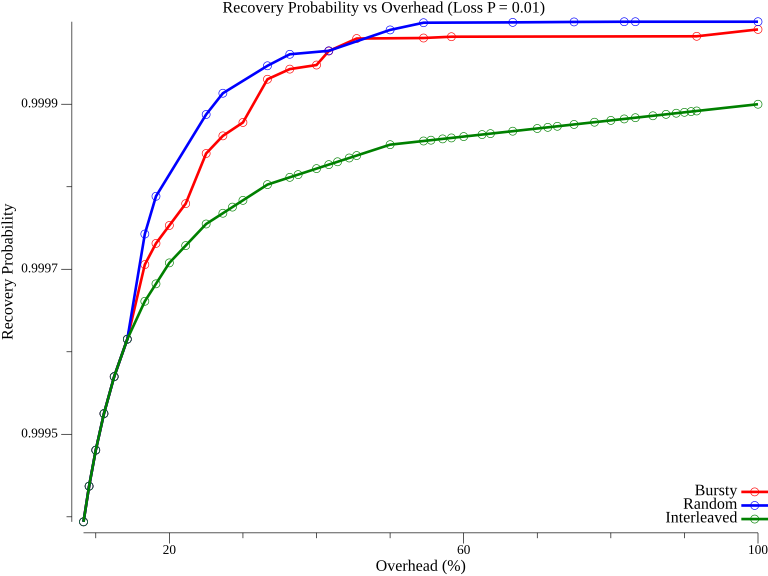 Recovery Probability vs Overhead (Loss P = 0.01)
Recovery Probability
0.9999
0.9997
0.9995
Bursty
Random
Interleaved
20
60
100
Overhead (%)